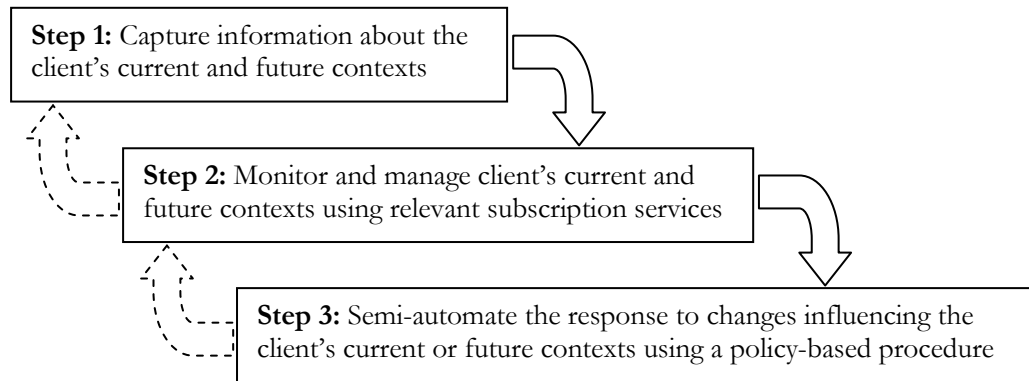 Step 1: Capture information about the
client’s current and future contexts
Step 2: Monitor and manage client’s current and
future contexts using relevant subscription services
Step 3: Semi-automate the response to changes influencing the
client’s current or future contexts using a policy-based procedure